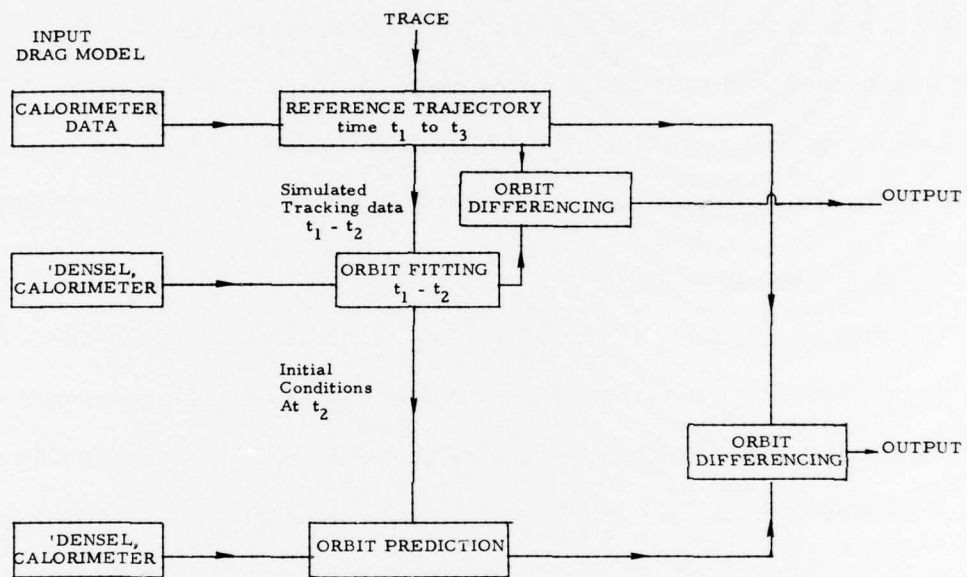 TRACE
INPUT
DRAG MODEL
CALORIMETER
DATA
REFERENCE TRAJECTORY
time t₁ to t₃
Simulated
Tracking data
t₁ - t₂
ORBIT
DIFFERENCING
OUTPUT
'DENSEL,
CALORIMETER
ORBIT FITTING
t₁ - t₂
Initial
Conditions
At t₂
ORBIT
DIFFERENCING
OUTPUT
'DENSEL,
CALORIMETER
ORBIT PREDICTION